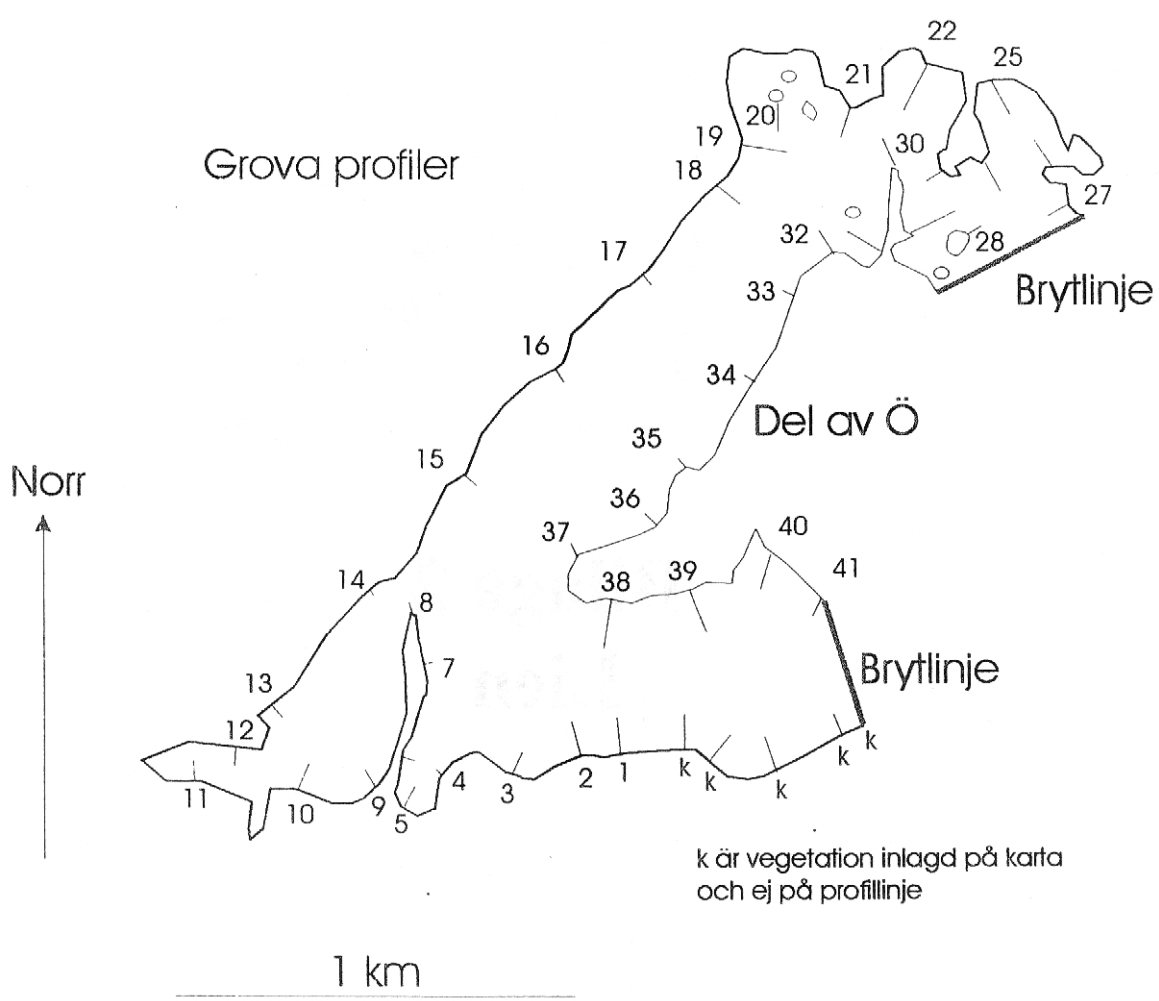 22
25
21
20
19
30
Grova profiler
18
27
32
28
17
33
Brytlinje
16
34
Del av Ö
35
15
Norr
36
37
40
14
38
39
41
8
7
Brytlinje
13
12
k
k
2
1
k
k
4
3
k
11
10
9
5
k är vegetation inlagd på karta
och ej på profillinje
1 km